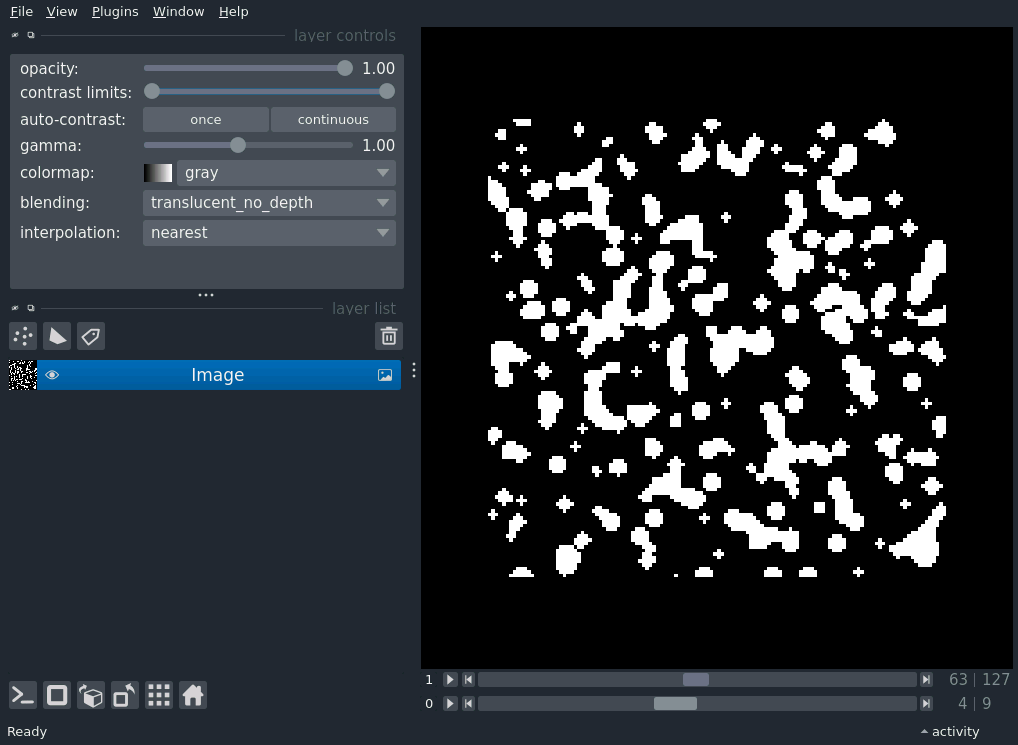 File View Plugins Window Help
layer controls
opacity: 1.00
contrast limits:
auto-contrast: once continuous
gamma: 1.00
colormap: gray
blending: translucent_no_depth
interpolation: nearest
layer list
Image
1 63 | 127
0 4 | 9
Ready activity